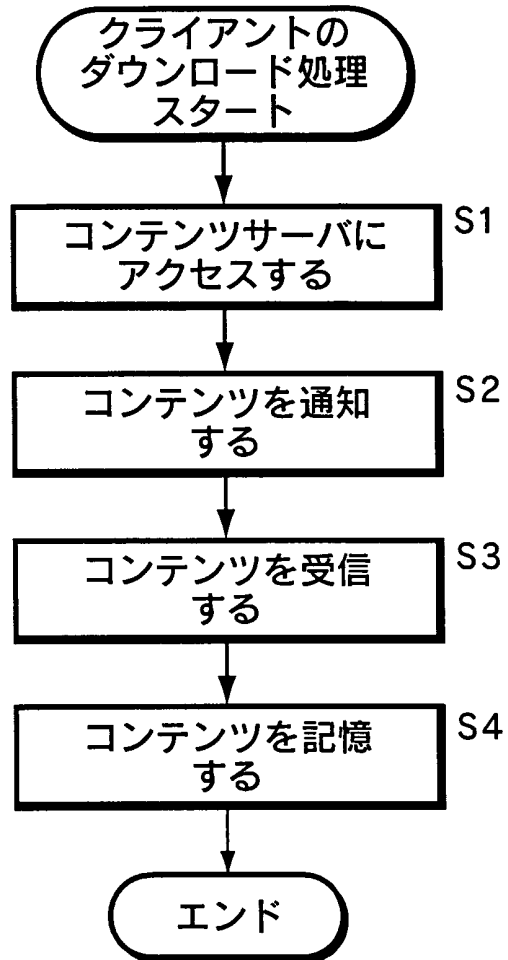 クライアントの
ダウンロード処理
スタート
コンテンツサーバに
アクセスする
S1
コンテンツを通知
する
S2
コンテンツを受信
する
S3
コンテンツを記憶
する
S4
エンド